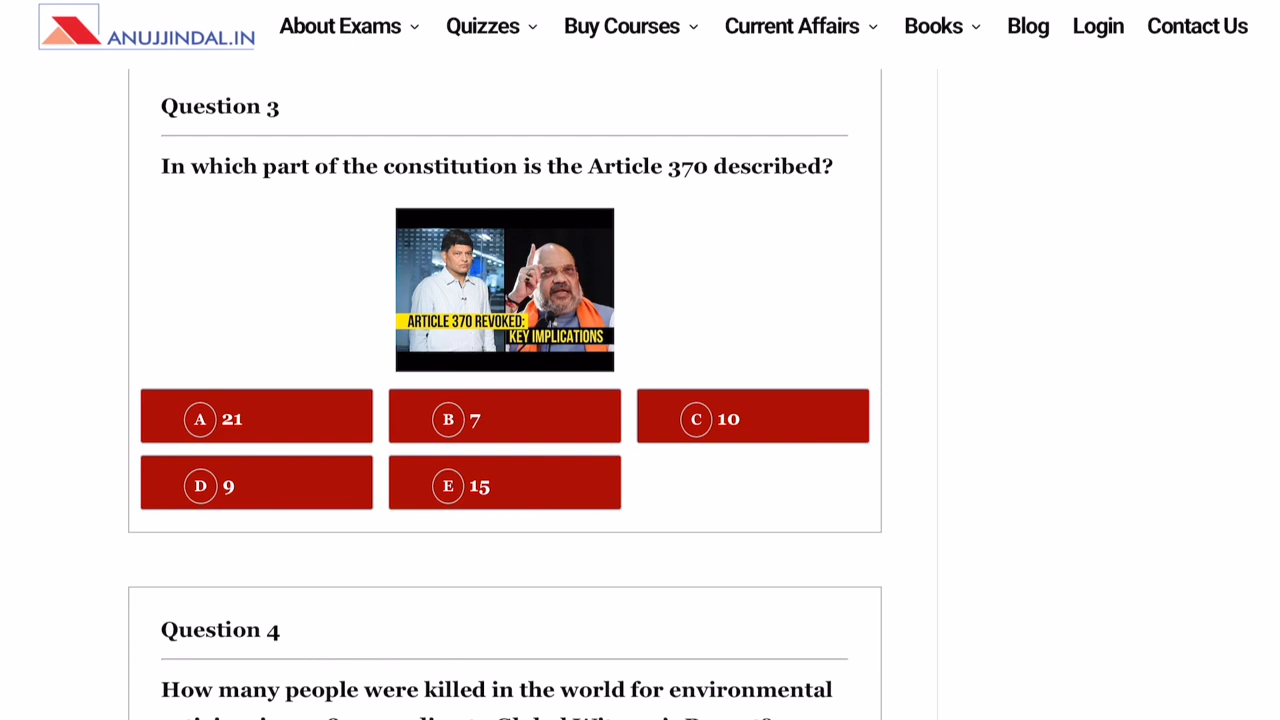 ANUJJINDAL.IN
About Exams Quizzes Buy Courses Current Affairs Books Blog Login Contact Us
Question 3
In which part of the constitution is the Article 370 described?
ARTICLE 370 REVOKED:
KEY IMPLICATIONS
A 21 B 7 C 10
D 9 E 15
Question 4
How many people were killed in the world for environmental